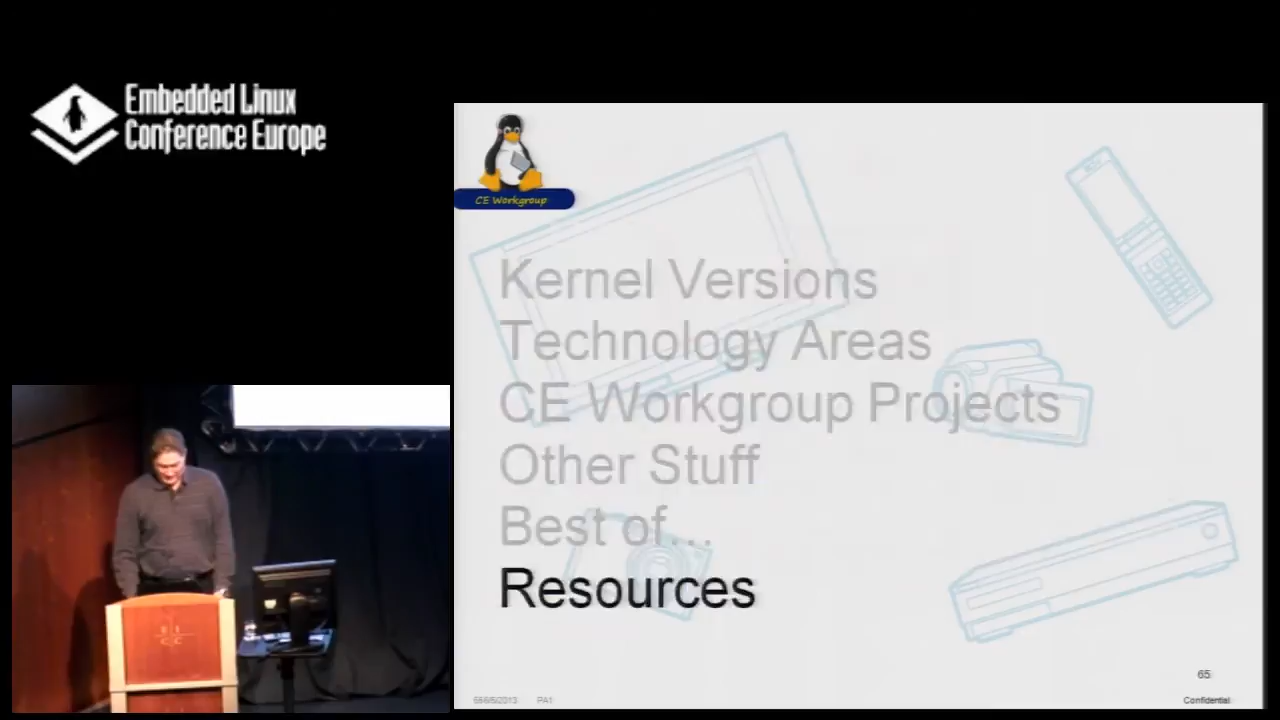 Embedded Linux
Conference Europe
CE Workgroup
Kernel Versions
Technology Areas
CE Workgroup Projects
Other Stuff
Best of…
Resources
65
PA1
Confidential